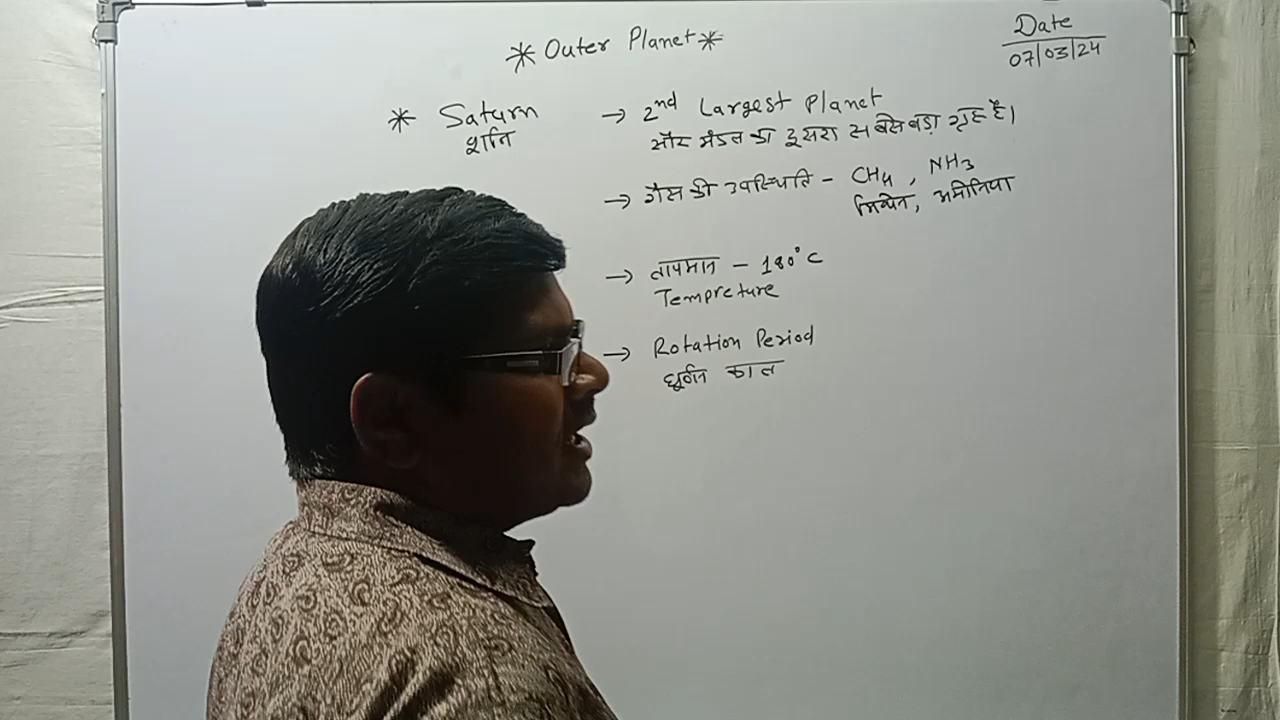 * Outer Planet *
Date
07/03/24
* Saturn → 2nd Largest Planet
शनि
सौर मंडल का दूसरा सबसे बड़ा ग्रह है।
→ गैस की उपस्थिति - CH4, NH3
मिथेन, अमोनिया
→ तापमान - 180°C
Tempreture
→ Rotation Period
घूर्णन काल